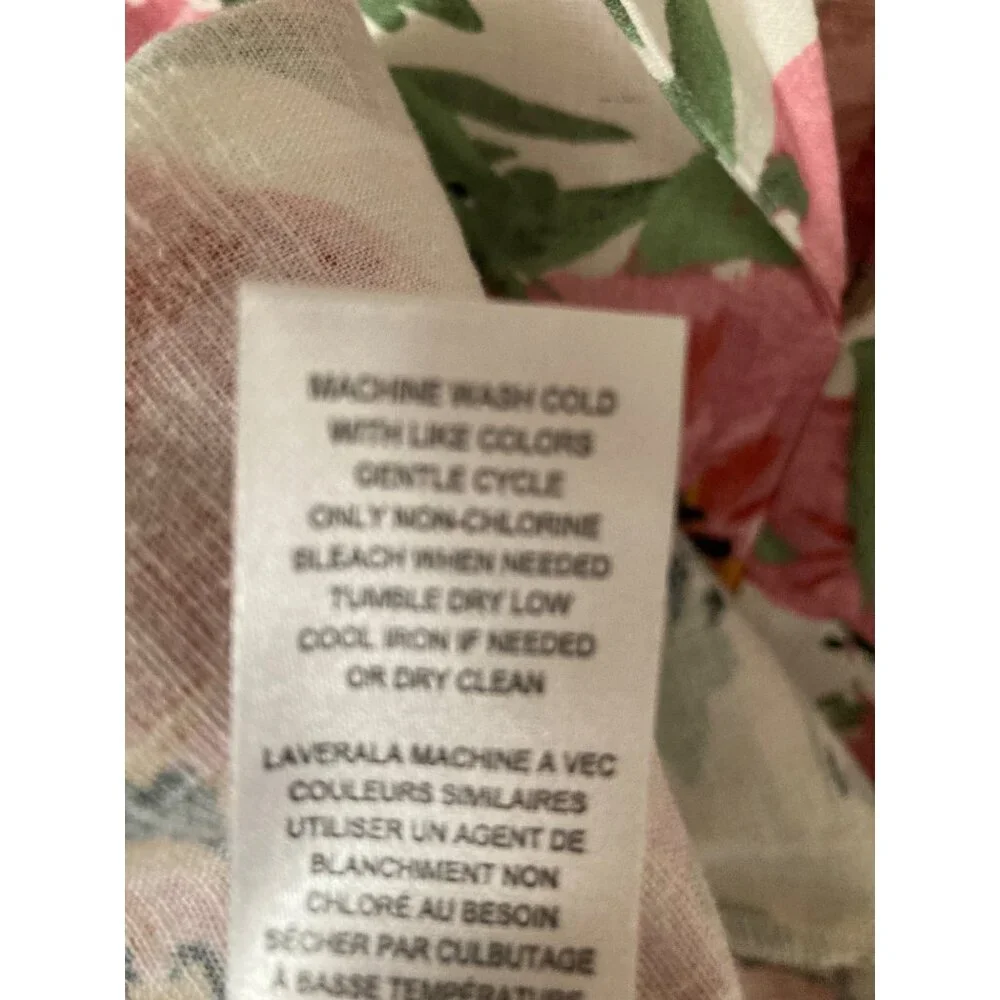 MACHINE WASH COLD
WITH LIKE COLORS
GENTLE CYCLE
ONLY NON-CHLORINE
BLEACH WHEN NEEDED
TUMBLE DRY LOW
COOL IRON IF NEEDED
OR DRY CLEAN
LAVERALA MACHINE A VEC
COULEURS SIMILAIRES
UTILISER UN AGENT DE
BLANCHIMENT NON
CHLORÉ AU BESOIN
SÉCHER PAR CULBUTAGE
À BASSE TEMPÉRATURE